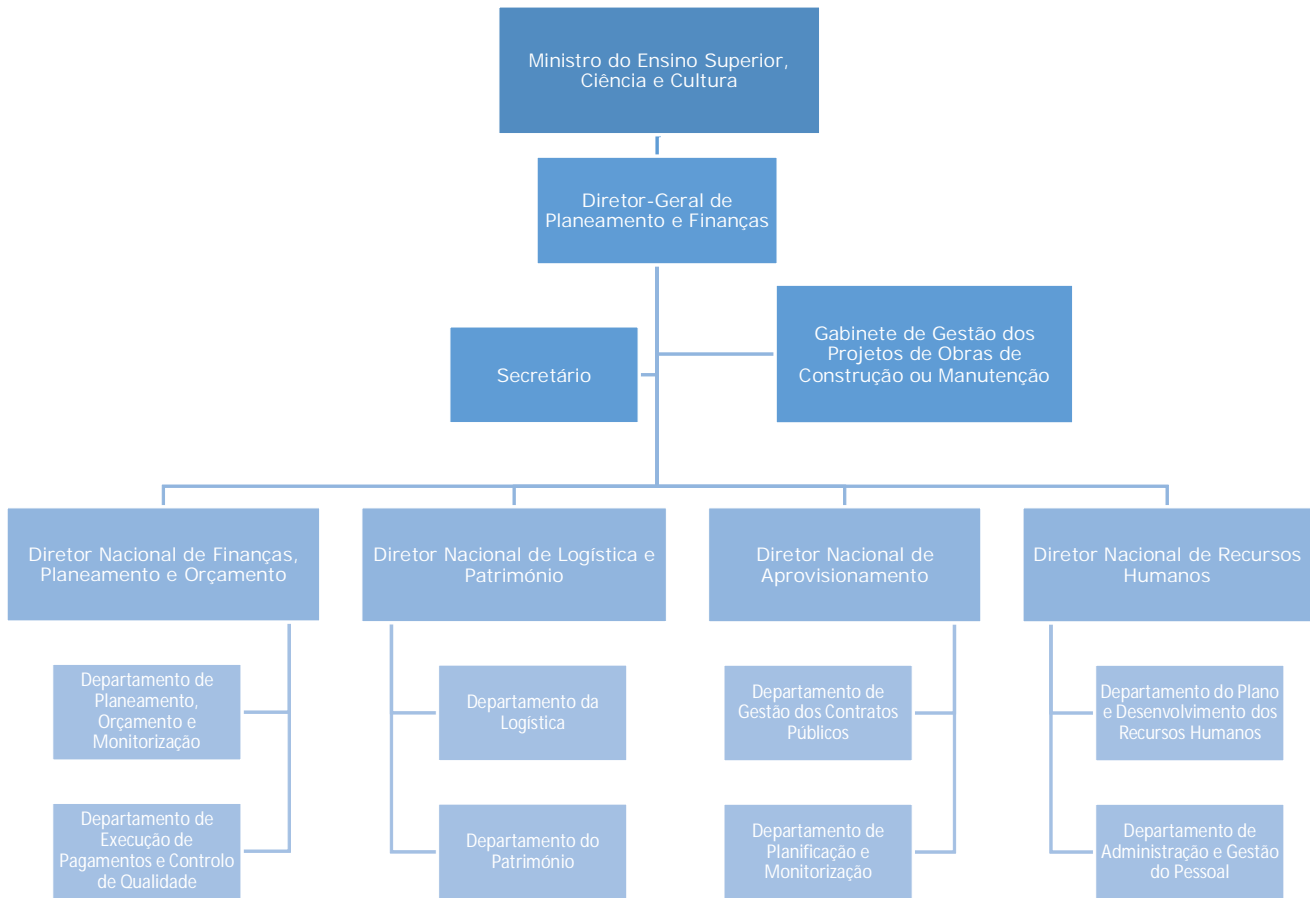 Ministro do Ensino Superior,
Ciência e Cultura
Diretor-Geral de
Planeamento e Finanças
Secretário
Gabinete de Gestão dos
Projetos de Obras de
Construção ou Manutenção
Diretor Nacional de Finanças,
Planeamento e Orçamento
Diretor Nacional de Logística e
Património
Diretor Nacional de
Aprovisionamento
Diretor Nacional de Recursos
Humanos
Departamento de
Planeamento,
Orçamento e
Monitorização
Departamento da
Logística
Departamento de
Gestão dos Contratos
Públicos
Departamento do Plano
e Desenvolvimento dos
Recursos Humanos
Departamento de
Execução de
Pagamentos e Controlo
de Qualidade
Departamento do
Património
Departamento de
Planificação e
Monitorização
Departamento de
Administração e Gestão
do Pessoal